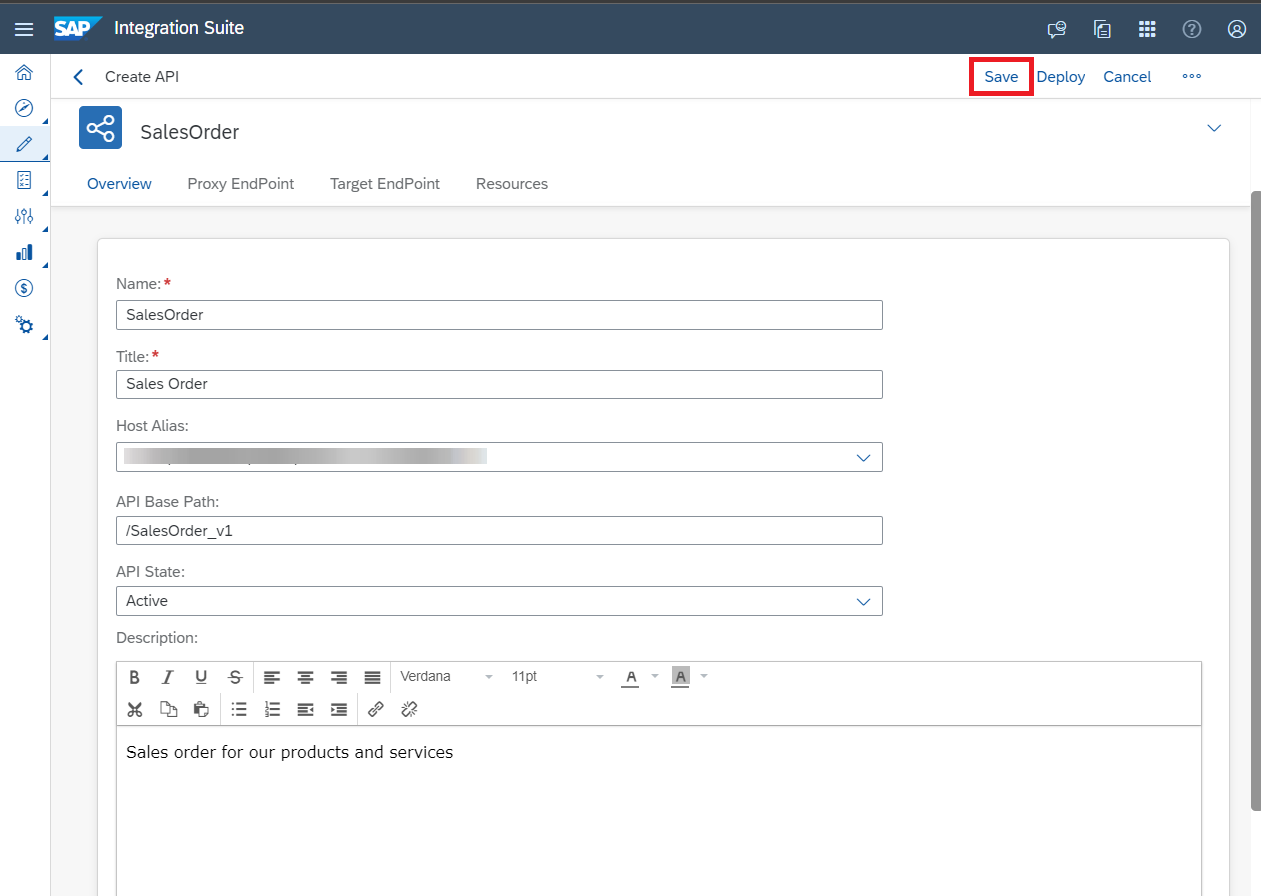 SAP Integration Suite
Create API
Save Deploy Cancel
SalesOrder
Overview Proxy EndPoint Target EndPoint Resources
Name:*
SalesOrder
Title:*
Sales Order
Host Alias:
API Base Path:
/SalesOrder_v1
API State:
Active
Description:
B I U S Verdana 11pt A A
Sales order for our products and services